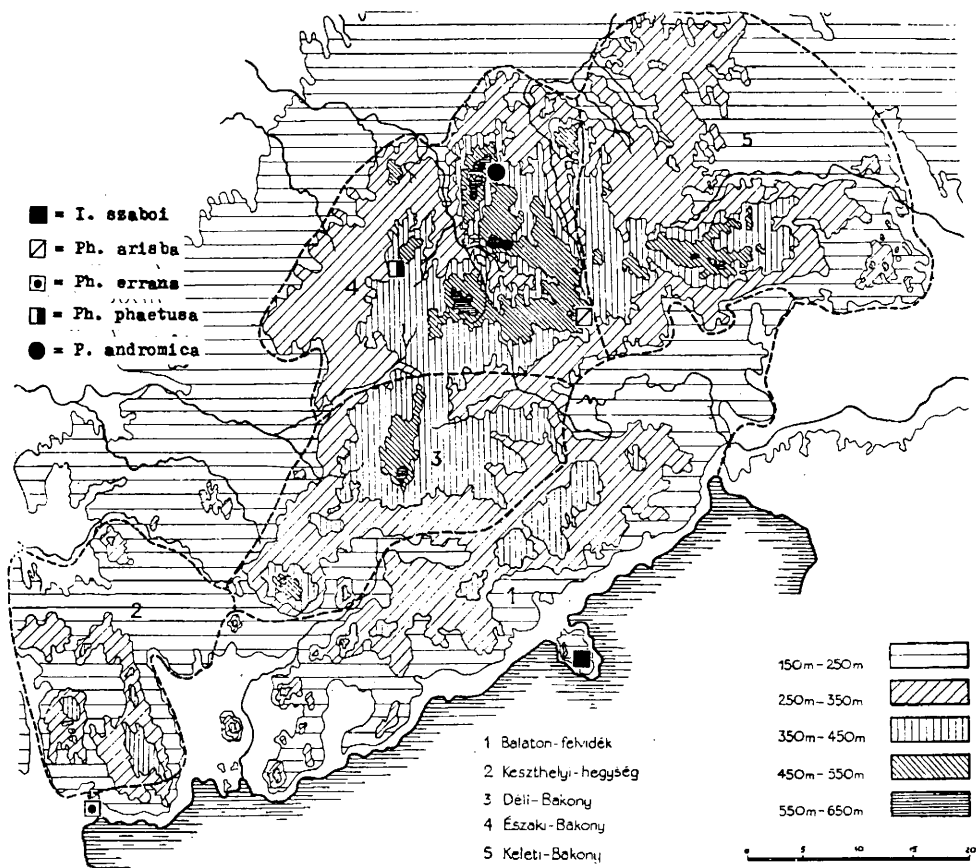 ■ = I. szaboi
= Ph. arisba
= Ph. errana
= Ph. phaetusa
● = P. andromica
5
4
3
2
1
1 Balaton-felvidék
2 Keszthelyi-hegység
3 Déli-Bakony
4 Északi-Bakony
5 Keleti-Bakony
150m-250m
250m-350m
350m-450m
450m-550m
550m-650m
0 5 10 15 20